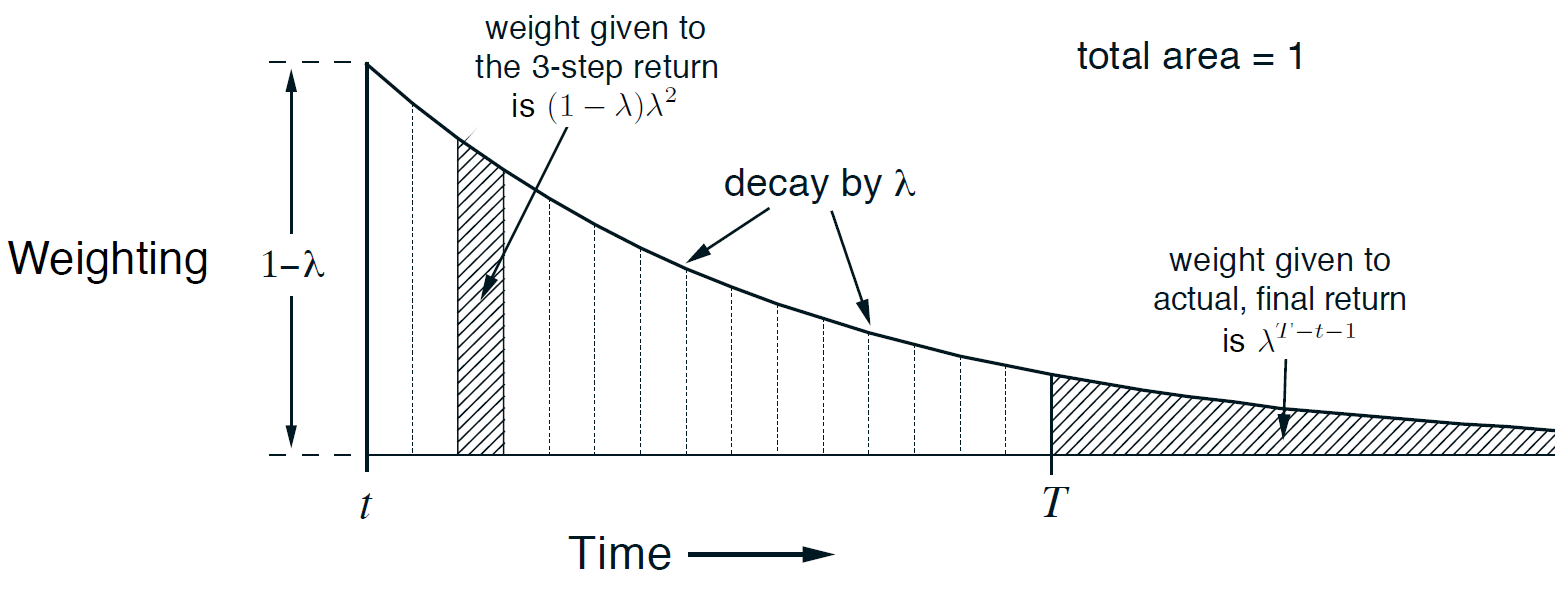 weight given to
the 3-step return
is (1 − λ)λ²
total area = 1
decay by λ
Weighting
1−λ
weight given to
actual, final return
is λᵀ⁻ᵗ⁻¹
t
T
Time